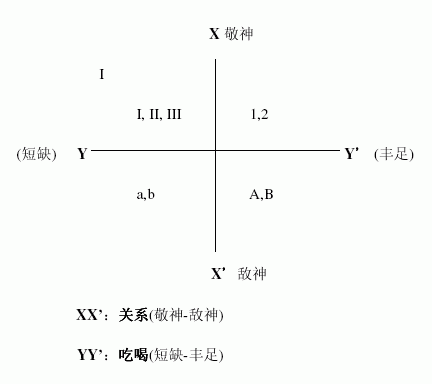 X 敬神
I
I, II, III 1,2
(短缺) Y Y’ (丰足)
a,b A,B
X’ 敌神
XX’：关系(敬神-敌神)
YY’：吃喝(短缺-丰足)